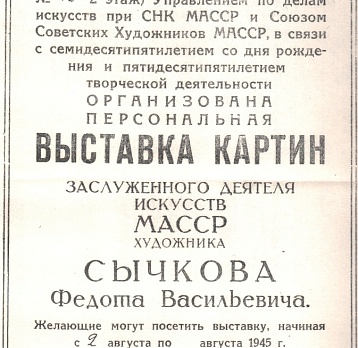 2 этаж) Управлением по делам
искусств при СНК МАССР и Союзом
Советских Художников МАССР, в связи
с семидесятипятилетием со дня рожде-
ния и пятидесятипятилетием
творческой деятельности
ОРГАНИЗОВАНА
ПЕРСОНАЛЬНАЯ
ВЫСТАВКА КАРТИН
ЗАСЛУЖЕННОГО ДЕЯТЕЛЯ
ИСКУССТВ
МАССР
ХУДОЖНИКА
СЫЧКОВА
Федота Васильевича.
Желающие могут посетить выставку, начиная
с 2 августа по августа 1945 г.